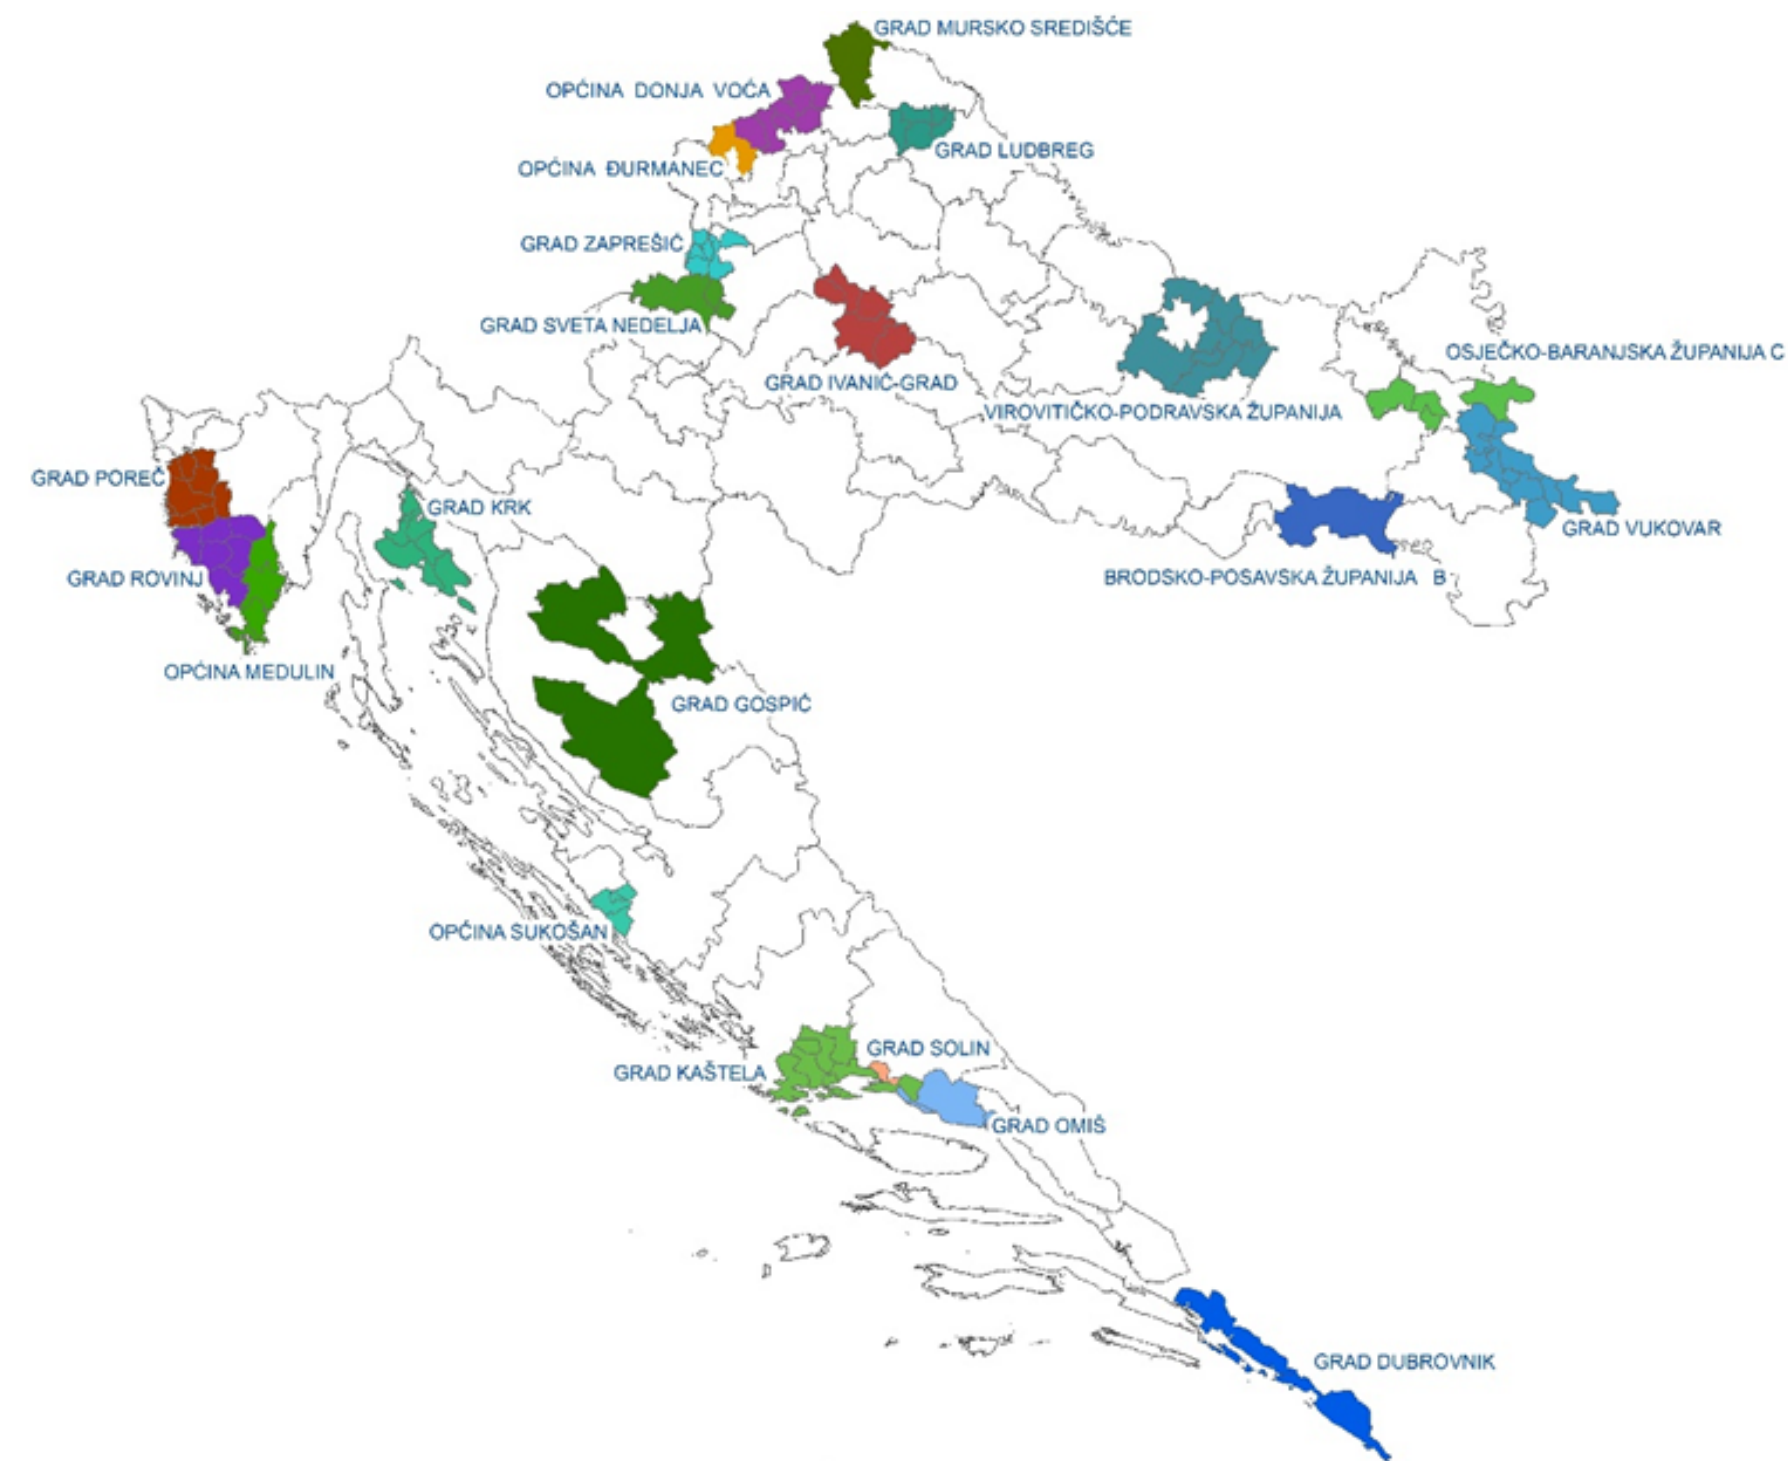 GRAD MURSKO SREDIŠĆE
OPĆINA DONJA VOĆA
GRAD LUDBREG
OPĆINA ĐURMANEC
GRAD ZAPREŠIĆ
GRAD SVETA NEDELJA
OSJEČKO-BARANJSKA ŽUPANIJA C
GRAD IVANIĆ-GRAD
VIROVITIČKO-PODRAVSKA ŽUPANIJA
GRAD POREČ
GRAD KRK
GRAD VUKOVAR
GRAD ROVINJ
BRODSKO-POSAVSKA ŽUPANIJA B
OPĆINA MEDULIN
GRAD GOSPIĆ
OPĆINA SUKOŠAN
GRAD SOLIN
GRAD KAŠTELA
GRAD OMIŠ
GRAD DUBROVNIK